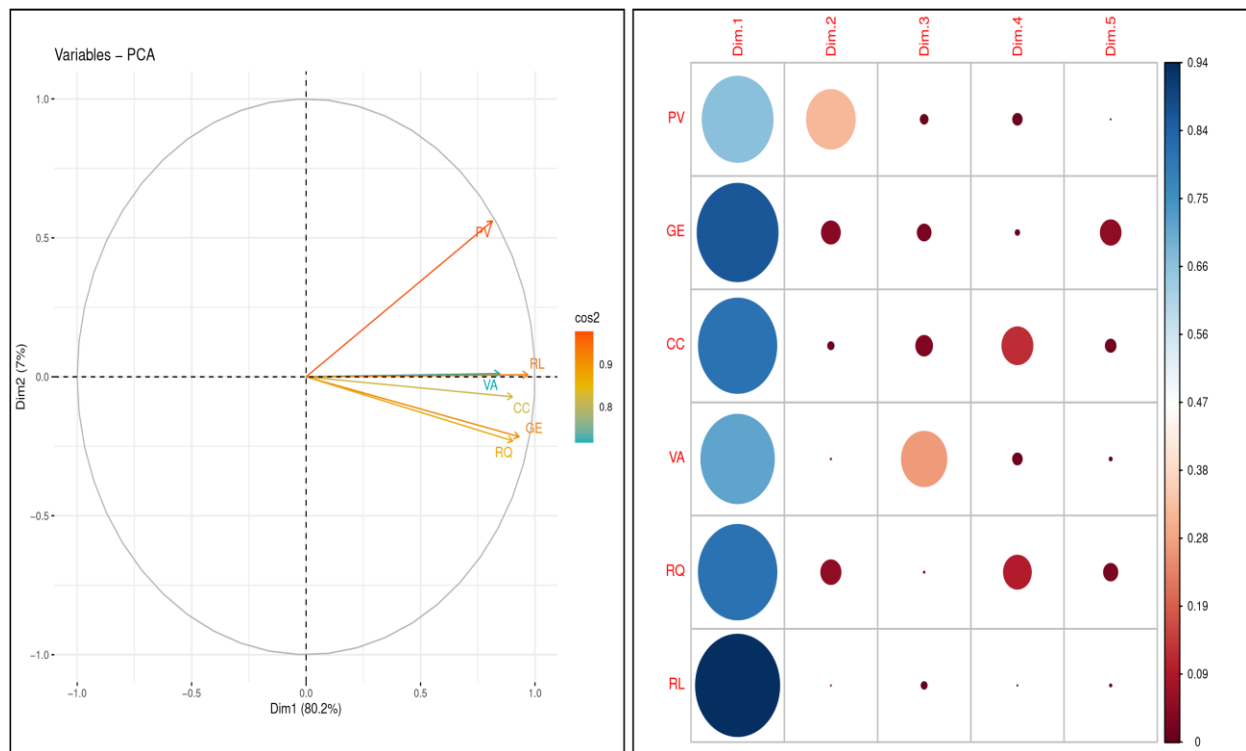 Variables − PCA
1.0
0.5
0.0
−0.5
−1.0
Dim2 (7%)
PV
RL
VA
CC
GE
RQ
−1.0
−0.5
0.0
0.5
1.0
Dim1 (80.2%)
cos2
0.9
0.8
Dim.1
Dim.2
Dim.3
Dim.4
Dim.5
PV
GE
CC
VA
RQ
RL
0.94
0.84
0.75
0.66
0.56
0.47
0.38
0.28
0.19
0.09
0